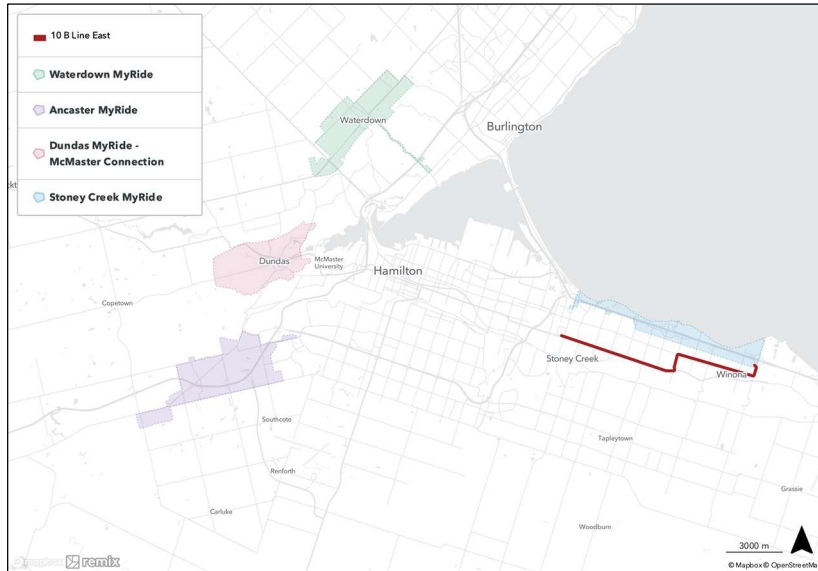 10 B Line East
Waterdown MyRide
Ancaster MyRide
Dundas MyRide -
McMaster Connection
Stoney Creek MyRide
Waterdown
Burlington
Dundas
McMaster
University
Hamilton
Copetown
Stoney Creek
Winona
Southcote
Tapleytown
Renforth
Grassie
Carluke
Woodburn
3000 m
mapbox remix
© Mapbox © OpenStreetMa